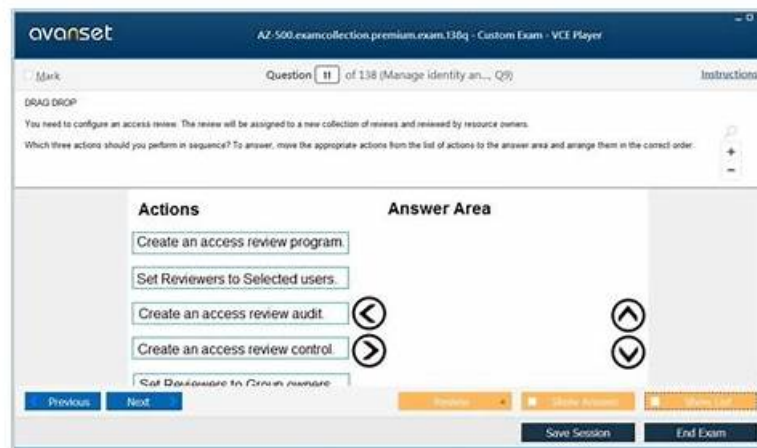 avanset
AZ-500.examcollection.premium.exam.138q - Custom Exam - VCE Player
Mark
Question 11 of 138 (Manage identity an..., Q9)
Instructions
DRAG DROP
You need to configure an access review. The review will be assigned to a new collection of reviews and reviewed by resource owners.
Which three actions should you perform in sequence? To answer, move the appropriate actions from the list of actions to the answer area and arrange them in the correct order.
+
-
Actions
Answer Area
Create an access review program.
Set Reviewers to Selected users.
Create an access review audit.
Create an access review control.
Set Reviewers to Group owners
Previous
Next
Review
Show Answer
Show List
Save Session
End Exam